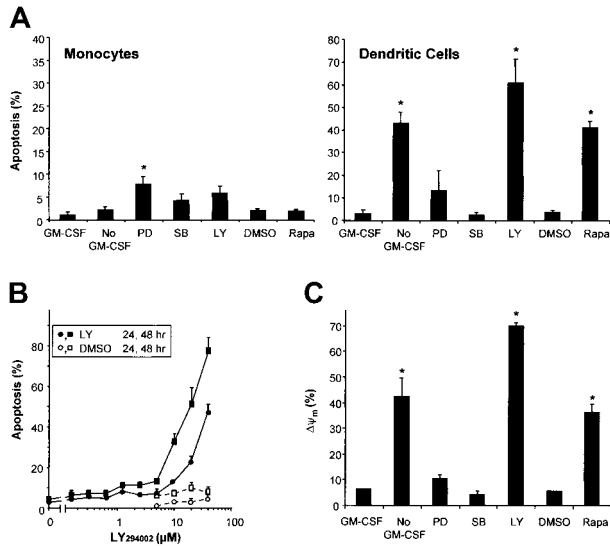 A
Monocytes
Apoptosis (%)
40
35
30
25
20
15
10
5
0
*
GM-CSF No GM-CSF PD SB LY DMSO Rapa
Dendritic Cells
80
70
60
50
40
30
20
10
0
*
*
*
GM-CSF No GM-CSF PD SB LY DMSO Rapa
B
Apoptosis (%)
80
60
40
20
0
LY 24, 48 hr
DMSO 24, 48 hr
0 1 10 100
LY294002 (µM)
C
Δψm (%)
70
60
50
40
30
20
10
0
*
*
*
GM-CSF No GM-CSF PD SB LY DMSO Rapa